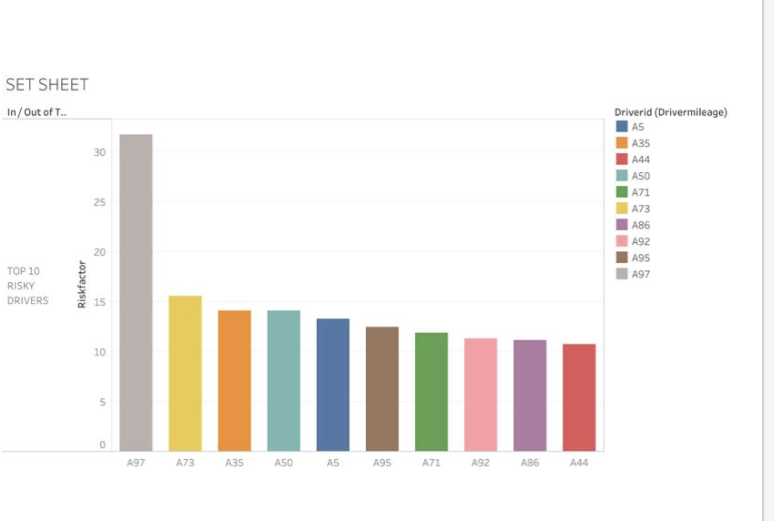 SET SHEET
In / Out of T..
Driverid (Drivermileage)
A5
A35
A44
A50
A71
A73
A86
A92
A95
A97
TOP 10
RISKY
DRIVERS
Riskfactor
30
25
20
15
10
5
0
A97 A73 A35 A50 A5 A95 A71 A92 A86 A44